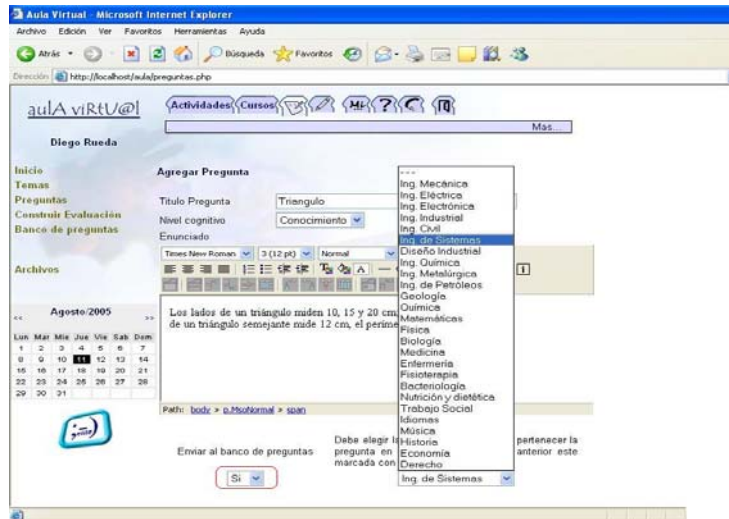 Aula Virtual - Microsoft Internet Explorer
Archivo Edición Ver Favoritos Herramientas Ayuda
Atrás Búsqueda Favoritos
Dirección http://localhost/aula/preguntas.php
aulA viRtU@l
Actividades Cursos Mi ?
Mas...
Diego Rueda
Inicio
Temas
Preguntas
Construir Evaluación
Banco de preguntas
Archivos
Agregar Pregunta
Titulo Pregunta Triangulo
Nivel cognitivo Conocimiento
Enunciado
Times New Roman 3 (12 pt) Normal
Los lados de un triángulo miden 10, 15 y 20 cm
de un triángulo semejante mide 12 cm, el
Path: body » p.MsoNormal » span
<< Agosto/2005 >>
Lun Mar Mie Jue Vie Sab Dom
1 2 3 4 5 6 7
8 9 10 11 12 13 14
15 16 17 18 19 20 21
22 23 24 25 26 27 28
29 30 31
---
Ing. Mecánica
Ing. Eléctrica
Ing. Electrónica
Ing. Industrial
Ing. Civil
Ing. de Sistemas
Diseño Industrial
Ing. Química
Ing. Metalúrgica
Ing. de Petróleos
Geología
Química
Matemáticas
Física
Biología
Medicina
Enfermería
Fisioterapia
Bacteriología
Nutrición y dietética
Trabajo Social
Idiomas
Música
Historia
Economía
Derecho
Enviar al banco de preguntas
Si
Debe elegir pertenecer la
pregunta en anterior este
marcada con
Ing. de Sistemas